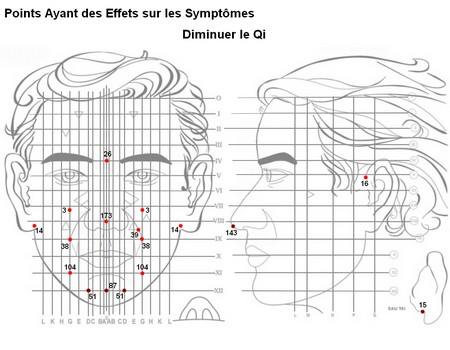 Points Ayant des Effets sur les Symptômes
Diminuer le Qi
O
I
II
III
IV
V
VI
VII
VIII
IX
X
XI
XII
26
3 3
173
14 14
39
38 38
104 104
87
51 51
16
143
15
L K H G E D C B A A B C D E G H K L